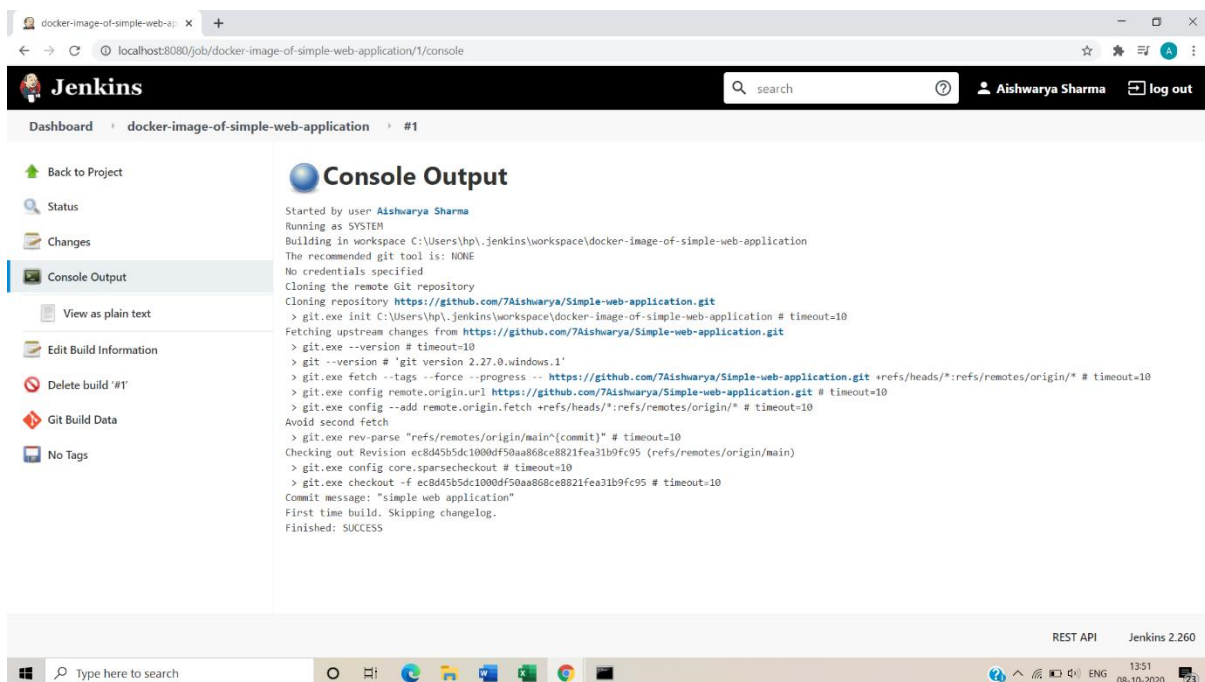 docker-image-of-simple-web-ap
localhost:8080/job/docker-image-of-simple-web-application/1/console
A
Jenkins
search
Aishwarya Sharma
log out
Dashboard
docker-image-of-simple-web-application
#1
Back to Project
Status
Changes
Console Output
View as plain text
Edit Build Information
Delete build '#1'
Git Build Data
No Tags
Console Output
Started by user Aishwarya Sharma
Running as SYSTEM
Building in workspace C:\Users\hp\.jenkins\workspace\docker-image-of-simple-web-application
The recommended git tool is: NONE
No credentials specified
Cloning the remote Git repository
Cloning repository https://github.com/7Aishwarya/Simple-web-application.git
> git.exe init C:\Users\hp\.jenkins\workspace\docker-image-of-simple-web-application # timeout=10
Fetching upstream changes from https://github.com/7Aishwarya/Simple-web-application.git
> git.exe --version # timeout=10
> git --version # 'git version 2.27.0.windows.1'
> git.exe fetch --tags --force --progress -- https://github.com/7Aishwarya/Simple-web-application.git +refs/heads/*:refs/remotes/origin/* # timeout=10
> git.exe config remote.origin.url https://github.com/7Aishwarya/Simple-web-application.git # timeout=10
> git.exe config --add remote.origin.fetch +refs/heads/*:refs/remotes/origin/* # timeout=10
Avoid second fetch
> git.exe rev-parse "refs/remotes/origin/main^{commit}" # timeout=10
Checking out Revision ec8d45b5dc1000df50aa868ce8821fea31b9fc95 (refs/remotes/origin/main)
> git.exe config core.sparsecheckout # timeout=10
> git.exe checkout -f ec8d45b5dc1000df50aa868ce8821fea31b9fc95 # timeout=10
Commit message: "simple web application"
First time build. Skipping changelog.
Finished: SUCCESS
REST API
Jenkins 2.260
Type here to search
ENG
13:51
08-10-2020
23